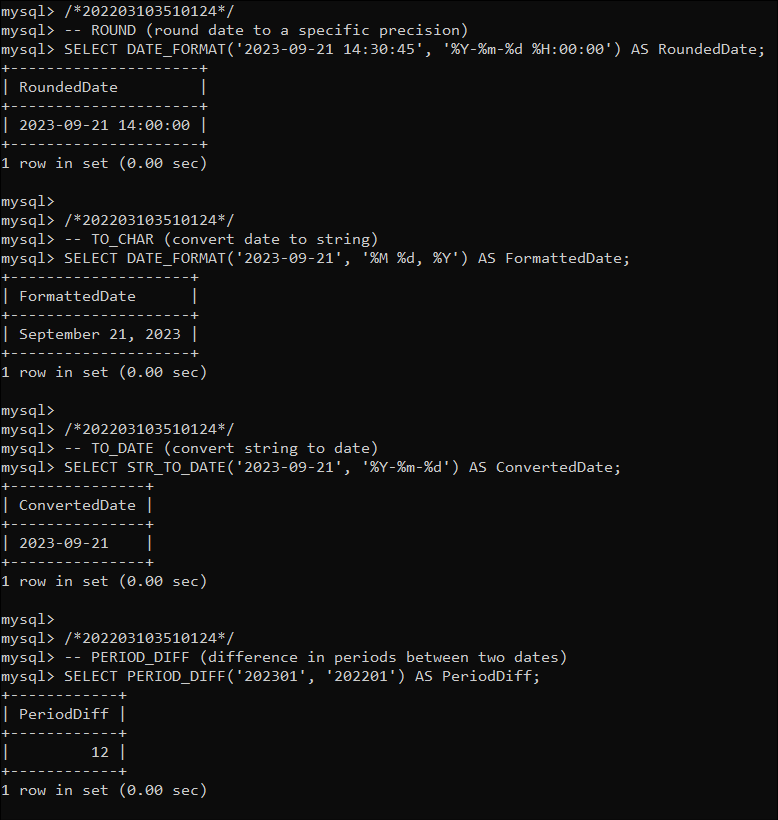 mysql> /*202203103510124*/
mysql> -- ROUND (round date to a specific precision)
mysql> SELECT DATE_FORMAT('2023-09-21 14:30:45', '%Y-%m-%d %H:00:00') AS RoundedDate;
+---------------------+
| RoundedDate         |
+---------------------+
| 2023-09-21 14:00:00 |
+---------------------+
1 row in set (0.00 sec)

mysql>
mysql> /*202203103510124*/
mysql> -- TO_CHAR (convert date to string)
mysql> SELECT DATE_FORMAT('2023-09-21', '%M %d, %Y') AS FormattedDate;
+--------------------+
| FormattedDate      |
+--------------------+
| September 21, 2023 |
+--------------------+
1 row in set (0.00 sec)

mysql>
mysql> /*202203103510124*/
mysql> -- TO_DATE (convert string to date)
mysql> SELECT STR_TO_DATE('2023-09-21', '%Y-%m-%d') AS ConvertedDate;
+---------------+
| ConvertedDate |
+---------------+
| 2023-09-21    |
+---------------+
1 row in set (0.00 sec)

mysql>
mysql> /*202203103510124*/
mysql> -- PERIOD_DIFF (difference in periods between two dates)
mysql> SELECT PERIOD_DIFF('202301', '202201') AS PeriodDiff;
+------------+
| PeriodDiff |
+------------+
|         12 |
+------------+
1 row in set (0.00 sec)